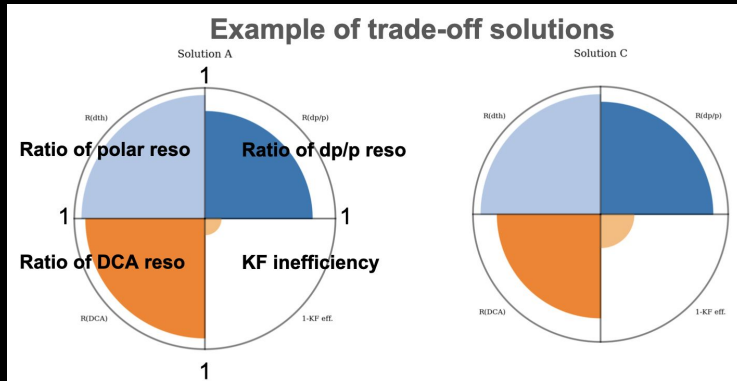 Example of trade-off solutions
Solution A
Solution C
1
R(dth)
R(dp/p)
R(dth)
R(dp/p)
Ratio of polar reso
Ratio of dp/p reso
1
1
Ratio of DCA reso
KF inefficiency
R(DCA)
1-KF eff.
R(DCA)
1-KF eff.
1